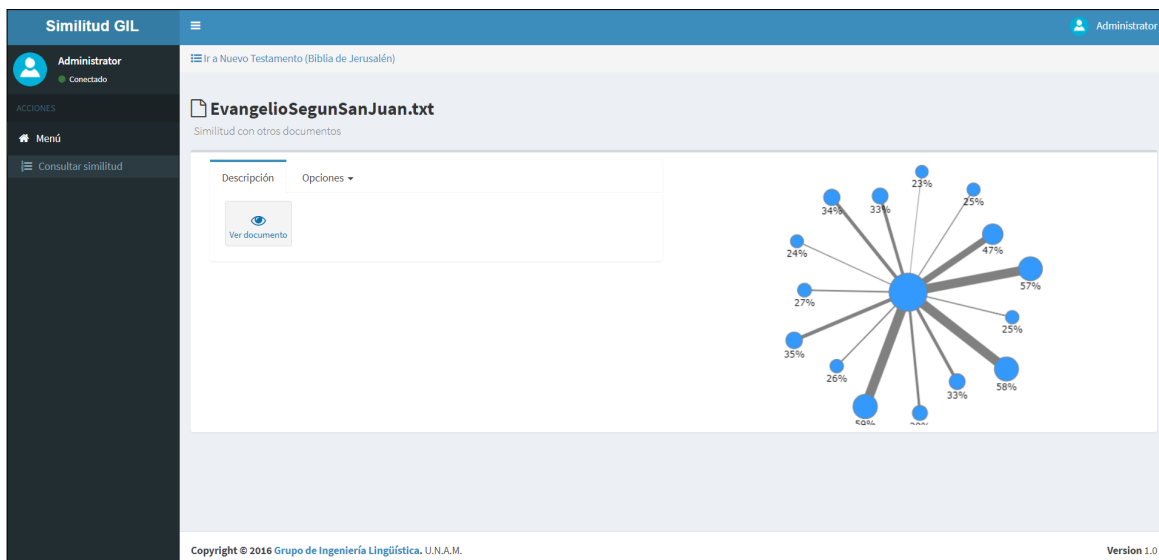 Similitud GIL
Administrator
Administrator
Conectado
Ir a Nuevo Testamento (Biblia de Jerusalén)
ACCIONES
Menú
Consultar similitud
EvangelioSegunSanJuan.txt
Similitud con otros documentos
Descripción Opciones
Ver documento
23%
25%
34%
33%
47%
24%
57%
27%
25%
35%
26%
58%
33%
59%
Copyright © 2016 Grupo de Ingeniería Lingüística. U.N.A.M.
Version 1.0